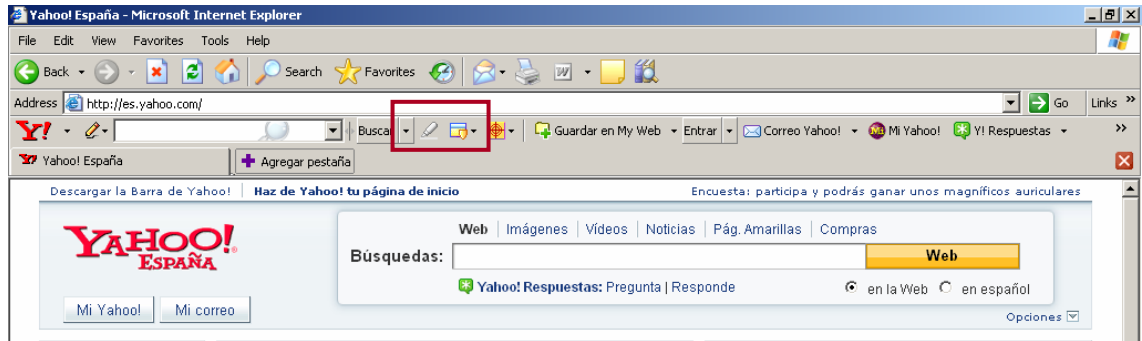 Yahoo! España - Microsoft Internet Explorer
File Edit View Favorites Tools Help
Back Search Favorites W
Address http://es.yahoo.com/ Go Links »
Y! Buscar Guardar en My Web Entrar Correo Yahoo! Mi Yahoo! Y! Respuestas »
Y! Yahoo! España Agregar pestaña
Descargar la Barra de Yahoo! Haz de Yahoo! tu página de inicio Encuesta: participa y podrás ganar unos magníficos auriculares
YAHOO! ESPAÑA
Web Imágenes Vídeos Noticias Pág. Amarillas Compras
Búsquedas: Web
Yahoo! Respuestas: Pregunta | Responde en la Web en español
Mi Yahoo! Mi correo
Opciones